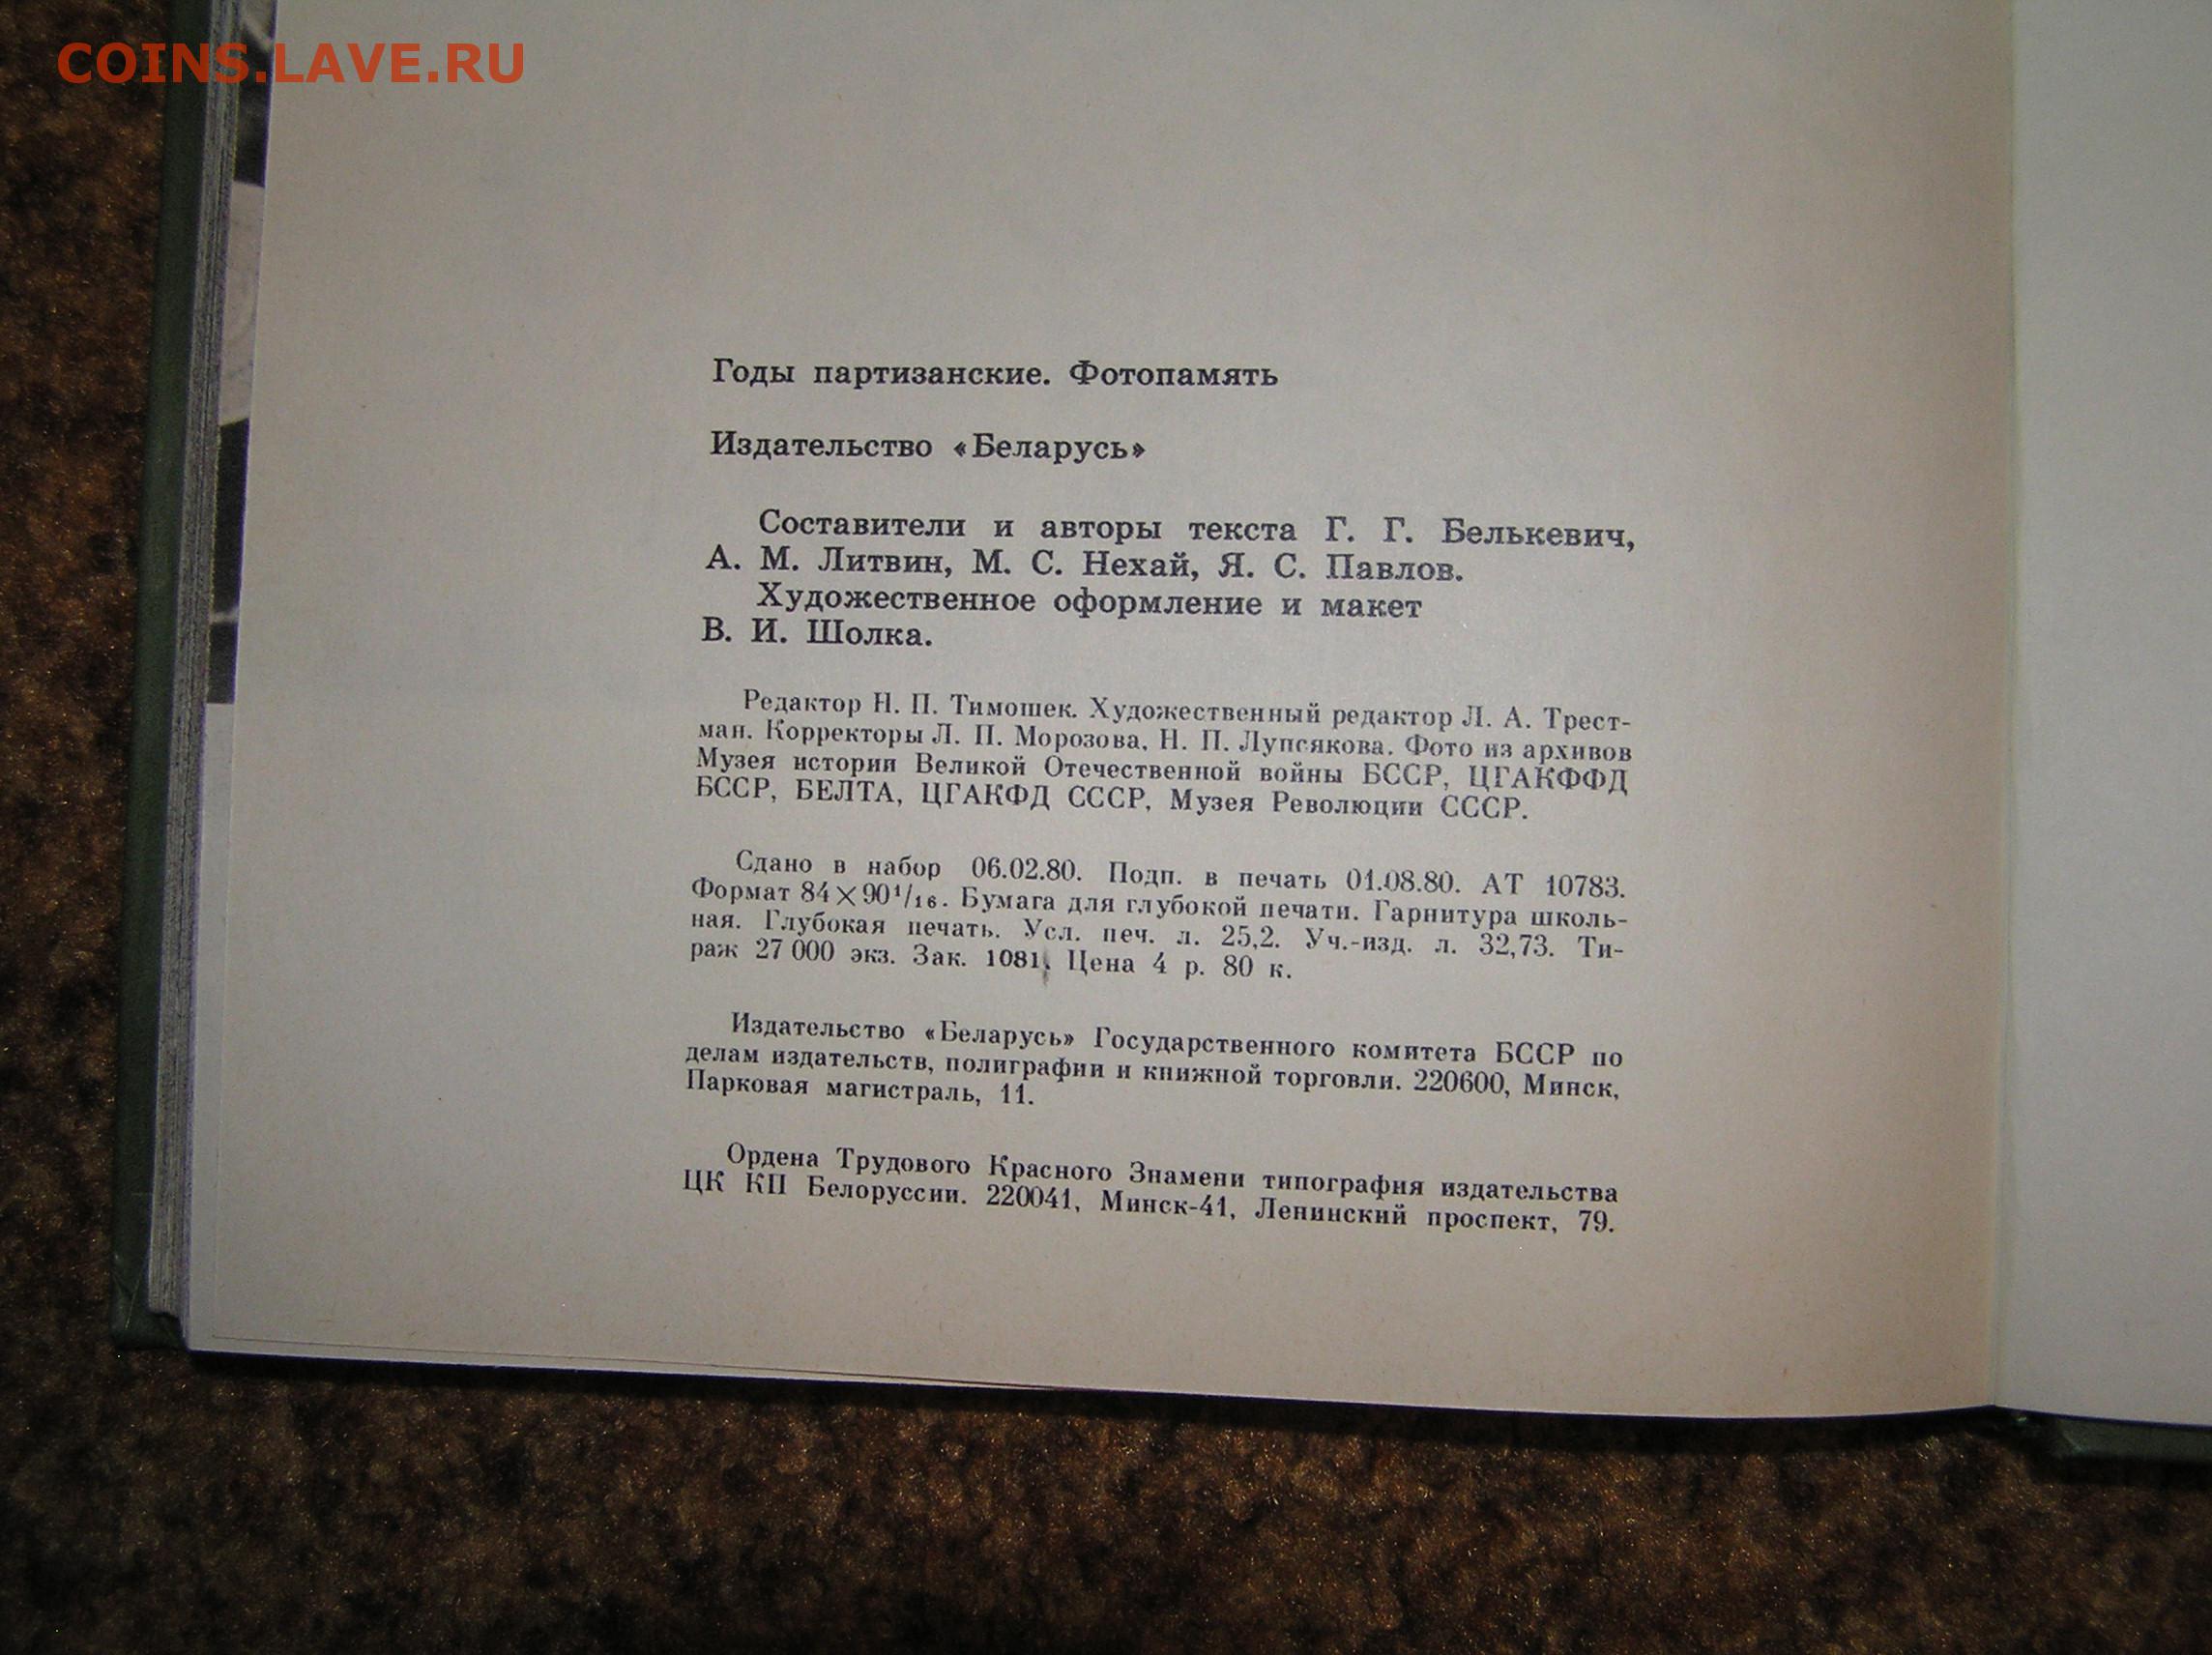 COINS.LAVE.RU
Годы партизанские. Фотопамять
Издательство «Беларусь»
Составители и авторы текста Г. Г. Белькевич,
А. М. Литвин, М. С. Нехай, Я. С. Павлов.
Художественное оформление и макет
В. И. Шолка.
Редактор Н. П. Тимошек. Художественный редактор Л. А. Трест-
ман. Корректоры Л. П. Морозова, Н. П. Лупсякова. Фото из архивов
Музея истории Великой Отечественной войны БССР, ЦГАКФФД
БССР, БЕЛТА, ЦГАКФД СССР, Музея Революции СССР.
Сдано в набор 06.02.80. Подп. в печать 01.08.80. АТ 10783.
Формат 84×90¹/₁₆. Бумага для глубокой печати. Гарнитура школь-
ная. Глубокая печать. Усл. печ. л. 25,2. Уч.-изд. л. 32,73. Ти-
раж 27 000 экз. Зак. 1081. Цена 4 р. 80 к.
Издательство «Беларусь» Государственного комитета БССР по
делам издательств, полиграфии и книжной торговли. 220600, Минск,
Парковая магистраль, 11.
Ордена Трудового Красного Знамени типография издательства
ЦК КП Белоруссии. 220041, Минск-41, Ленинский проспект, 79.